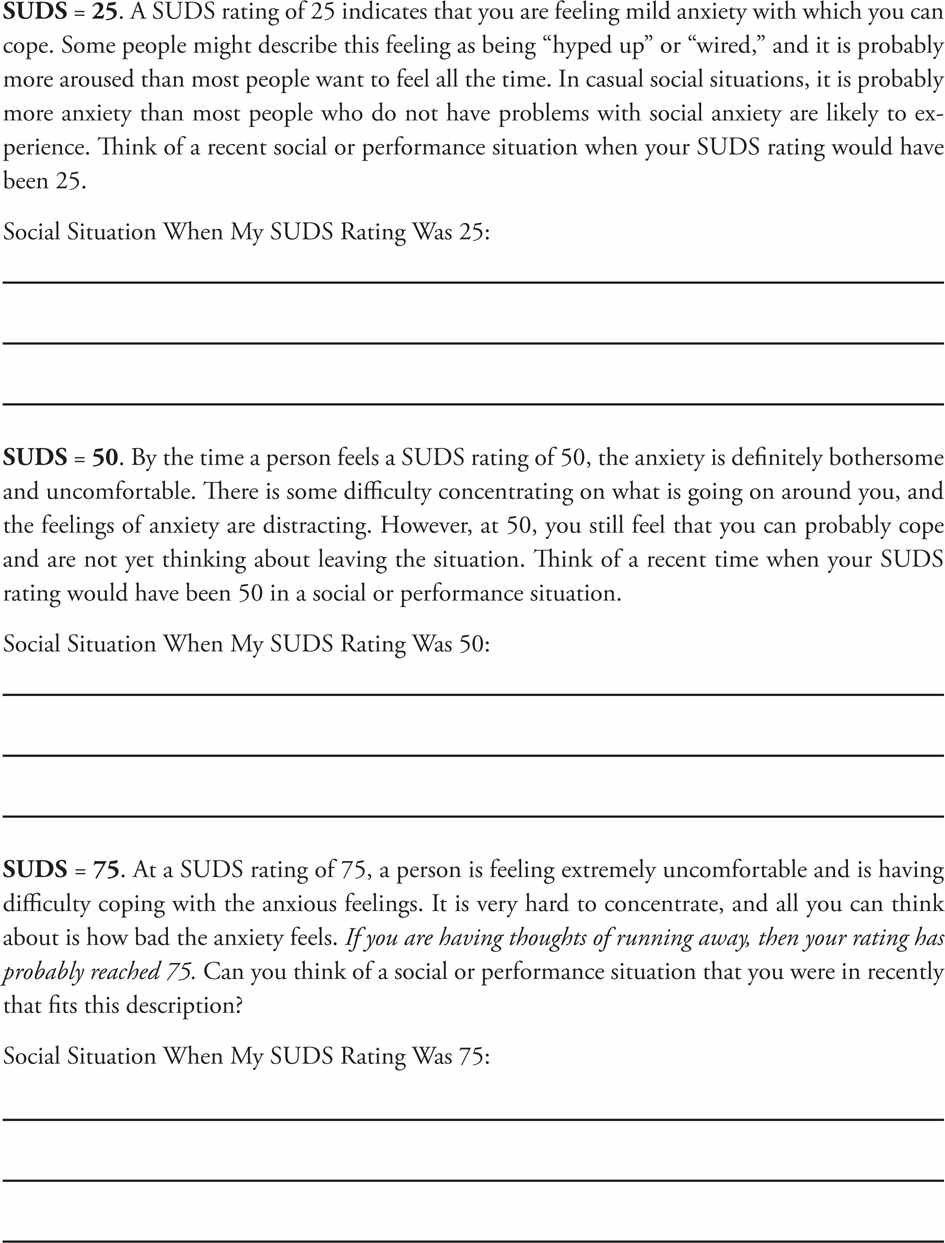 SUDS = 25. A SUDS rating of 25 indicates that you are feeling mild anxiety with which you can
cope. Some people might describe this feeling as being “hyped up” or “wired,” and it is probably
more aroused than most people want to feel all the time. In casual social situations, it is probably
more anxiety than most people who do not have problems with social anxiety are likely to ex-
perience. Think of a recent social or performance situation when your SUDS rating would have
been 25.
Social Situation When My SUDS Rating Was 25:
SUDS = 50. By the time a person feels a SUDS rating of 50, the anxiety is definitely bothersome
and uncomfortable. There is some difficulty concentrating on what is going on around you, and
the feelings of anxiety are distracting. However, at 50, you still feel that you can probably cope
and are not yet thinking about leaving the situation. Think of a recent time when your SUDS
rating would have been 50 in a social or performance situation.
Social Situation When My SUDS Rating Was 50:
SUDS = 75. At a SUDS rating of 75, a person is feeling extremely uncomfortable and is having
difficulty coping with the anxious feelings. It is very hard to concentrate, and all you can think
about is how bad the anxiety feels. If you are having thoughts of running away, then your rating has
probably reached 75. Can you think of a social or performance situation that you were in recently
that fits this description?
Social Situation When My SUDS Rating Was 75: